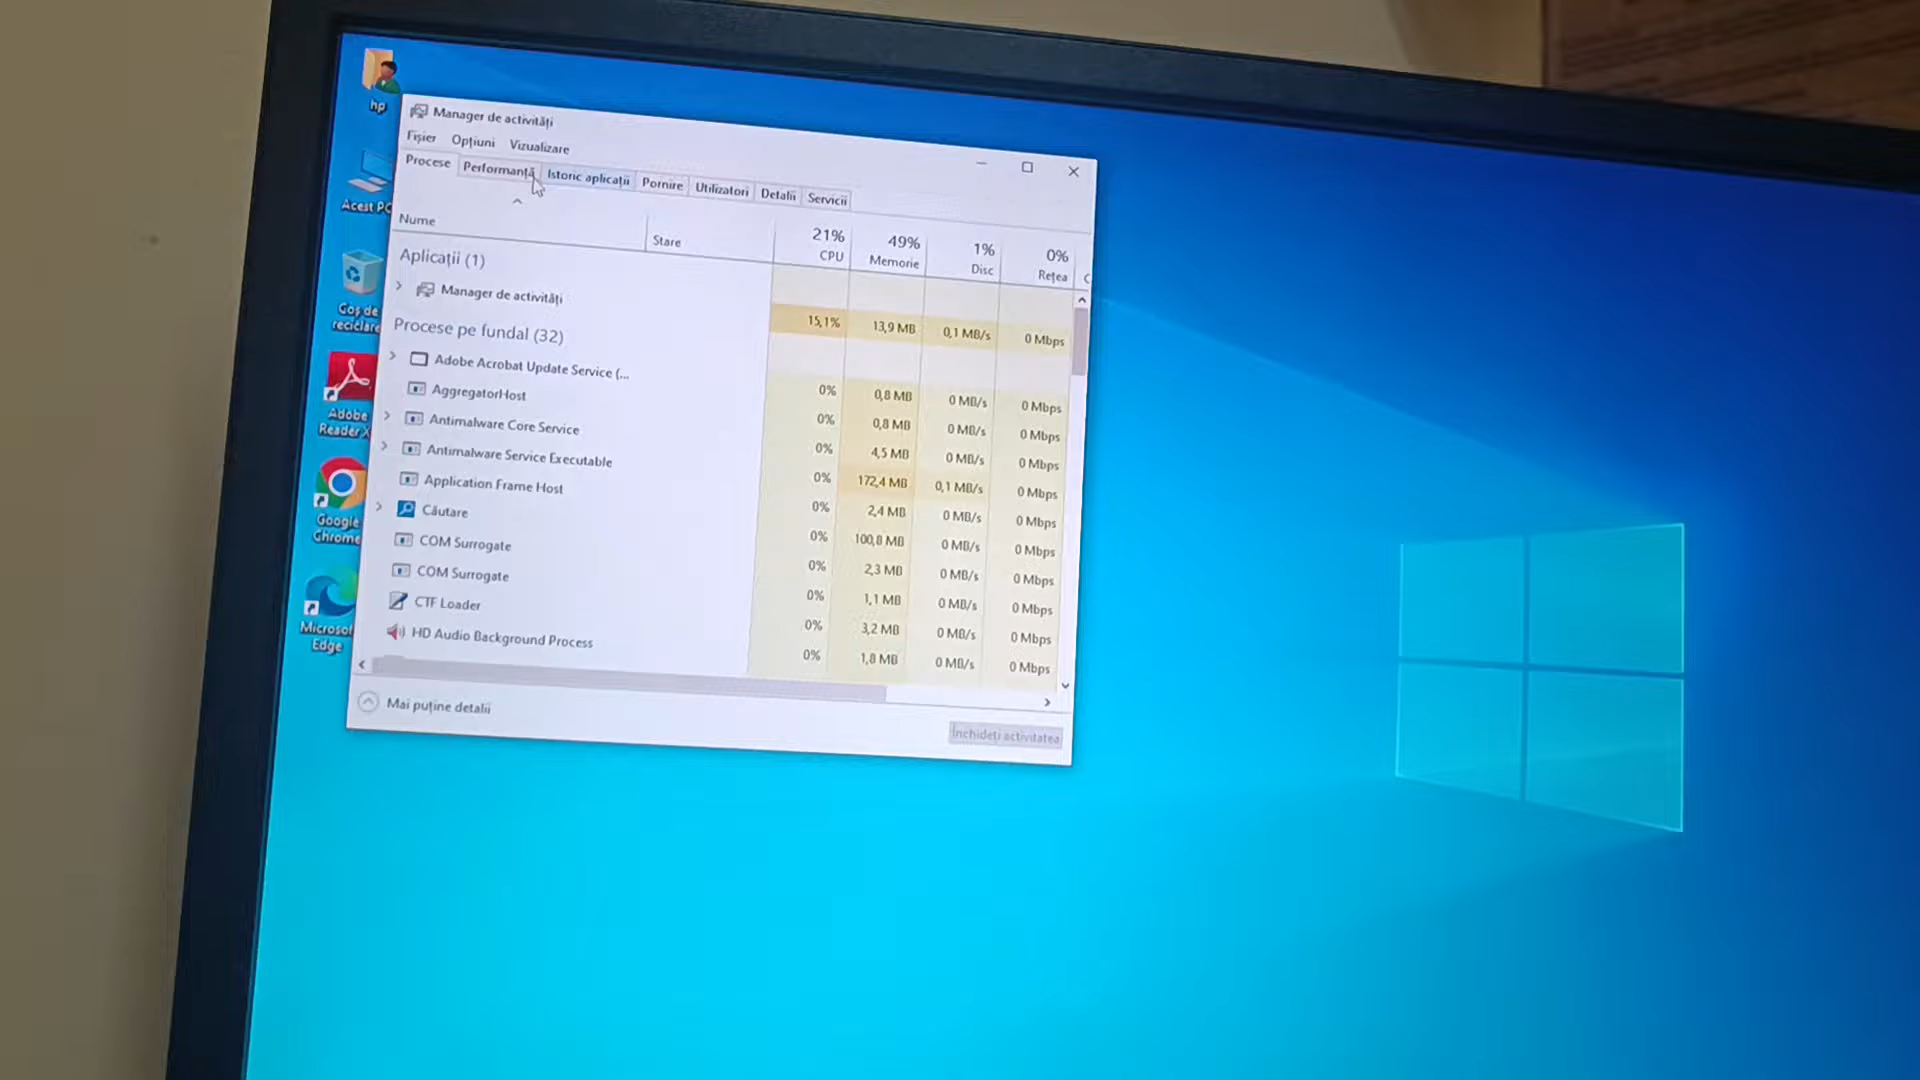 hp
Acest PC
Coș de
reciclare
Adobe
Reader X
Google
Chrome
Microsof
Edge
Manager de activități
Fișier Opțiuni Vizualizare
Procese Performanță Istoric aplicații Pornire Utilizatori Detalii Servicii
Nume Stare 21% CPU 49% Memorie 1% Disc 0% Rețea
Aplicații (1)
Manager de activități 15,1% 13,9 MB 0,1 MB/s 0 Mbps
Procese pe fundal (32)
Adobe Acrobat Update Service (... 0% 0,8 MB 0 MB/s 0 Mbps
AggregatorHost 0% 0,8 MB 0 MB/s 0 Mbps
Antimalware Core Service 0% 4,5 MB 0 MB/s 0 Mbps
Antimalware Service Executable 0% 172,4 MB 0,1 MB/s 0 Mbps
Application Frame Host 0% 2,4 MB 0 MB/s 0 Mbps
Căutare 0% 100,8 MB 0 MB/s 0 Mbps
COM Surrogate 0% 2,3 MB 0 MB/s 0 Mbps
COM Surrogate 0% 1,1 MB 0 MB/s 0 Mbps
CTF Loader 0% 3,2 MB 0 MB/s 0 Mbps
HD Audio Background Process 0% 1,8 MB 0 MB/s 0 Mbps
Mai puține detalii
Închideți activitatea